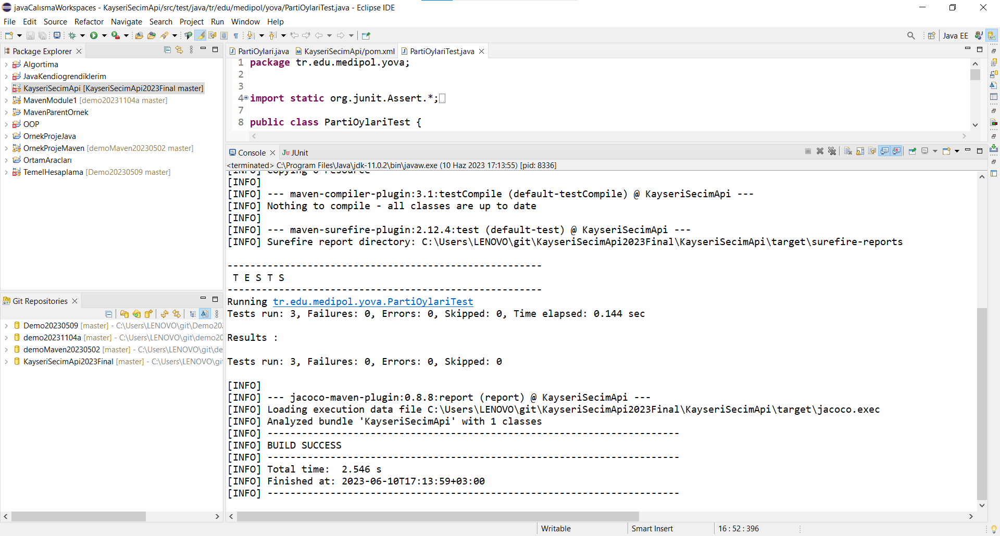 javaCalısmaWorkspaces - KayseriSecimApi/src/test/java/tr/edu/medipol/yova/PartiOylariTest.java - Eclipse IDE
File Edit Source Refactor Navigate Search Project Run Window Help
Java EE
Package Explorer
Algortima
JavaKendiogrendiklerim
KayseriSecimApi [KayseriSecimApi2023Final master]
MavenModule1 [demo20231104a master]
MavenParentOrnek
OOP
OrnekProjeJava
OrnekProjeMaven [demoMaven20230502 master]
OrtamAracları
TemelHesaplama [Demo20230509 master]
Git Repositories
Demo20230509 [master] - C:\Users\LENOVO\git\Demo20
demo20231104a [master] - C:\Users\LENOVO\git\demo20
demoMaven20230502 [master] - C:\Users\LENOVO\git\de
KayseriSecimApi2023Final [master] - C:\Users\LENOVO\git
PartiOylari.java KayseriSecimApi/pom.xml PartiOylariTest.java
1 package tr.edu.medipol.yova;
2
3
4 import static org.junit.Assert.*;
7
8 public class PartiOylariTest {
Console Ju JUnit
<terminated> C:\Program Files\Java\jdk-11.0.2\bin\javaw.exe (10 Haz 2023 17:13:55) [pid: 8336]
[INFO] Copying 0 resource
[INFO]
[INFO] --- maven-compiler-plugin:3.1:testCompile (default-testCompile) @ KayseriSecimApi ---
[INFO] Nothing to compile - all classes are up to date
[INFO]
[INFO] --- maven-surefire-plugin:2.12.4:test (default-test) @ KayseriSecimApi ---
[INFO] Surefire report directory: C:\Users\LENOVO\git\KayseriSecimApi2023Final\KayseriSecimApi\target\surefire-reports
-------------------------------------------------------
T E S T S
-------------------------------------------------------
Running tr.edu.medipol.yova.PartiOylariTest
Tests run: 3, Failures: 0, Errors: 0, Skipped: 0, Time elapsed: 0.144 sec
Results :
Tests run: 3, Failures: 0, Errors: 0, Skipped: 0
[INFO]
[INFO] --- jacoco-maven-plugin:0.8.8:report (report) @ KayseriSecimApi ---
[INFO] Loading execution data file C:\Users\LENOVO\git\KayseriSecimApi2023Final\KayseriSecimApi\target\jacoco.exec
[INFO] Analyzed bundle 'KayseriSecimApi' with 1 classes
[INFO] ------------------------------------------------------------------------
[INFO] BUILD SUCCESS
[INFO] ------------------------------------------------------------------------
[INFO] Total time:  2.546 s
[INFO] Finished at: 2023-06-10T17:13:59+03:00
[INFO] ------------------------------------------------------------------------
Writable Smart Insert 16 : 52 : 396